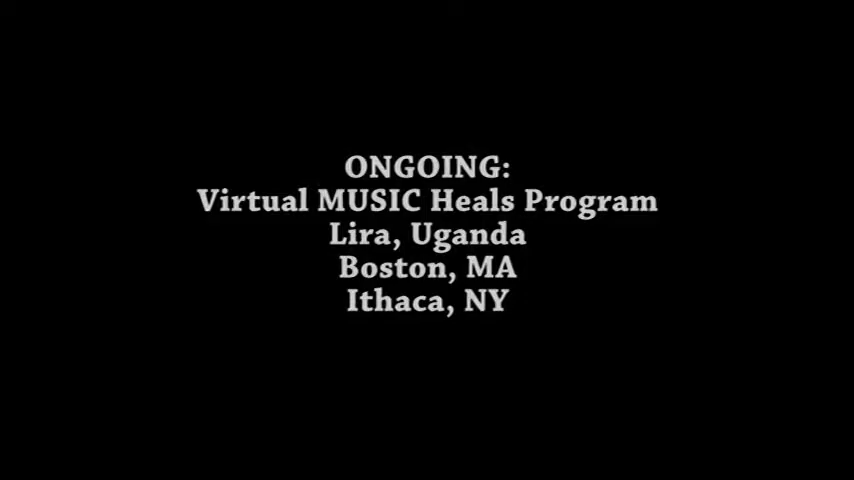 ONGOING:
Virtual MUSIC Heals Program
Lira, Uganda
Boston, MA
Ithaca, NY